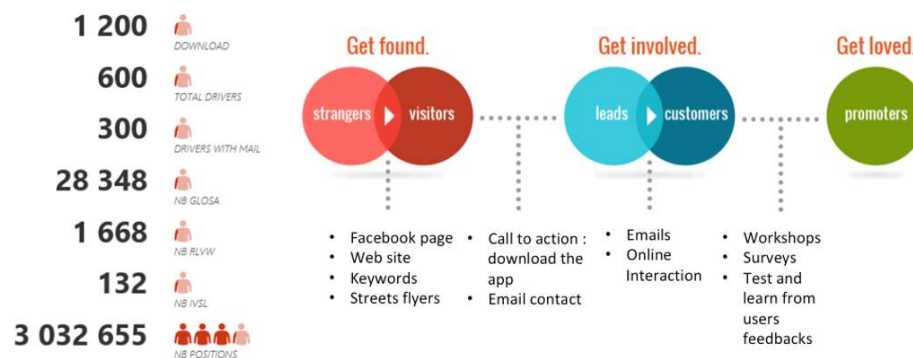 1 200
DOWNLOAD
600
TOTAL DRIVERS
300
DRIVERS WITH MAIL
28 348
NB GLOSA
1 668
NB RLVW
132
NB IVSL
3 032 655
NB POSITIONS
Get found.
strangers
visitors
Get involved.
leads
customers
Get loved.
promoters
• Facebook page
• Web site
• Keywords
• Streets flyers
• Call to action :
download the
app
• Email contact
• Emails
• Online
Interaction
• Workshops
• Surveys
• Test and
learn from
users
feedbacks